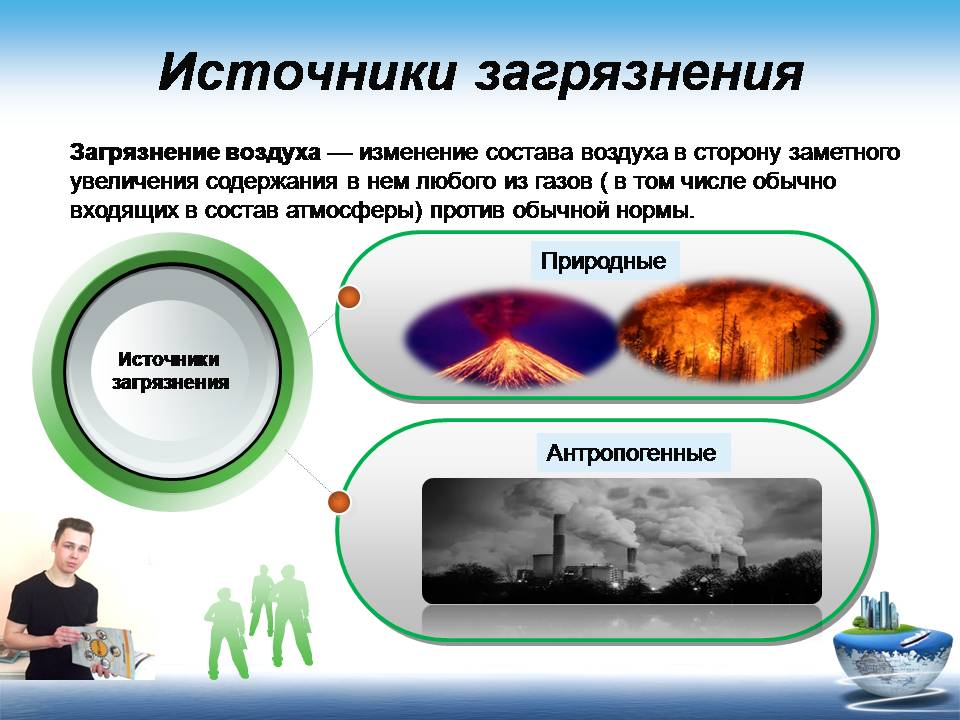 Источники загрязнения
Загрязнение воздуха — изменение состава воздуха в сторону заметного
увеличения содержания в нем любого из газов ( в том числе обычно
входящих в состав атмосферы) против обычной нормы.
Природные
Источники
загрязнения
Антропогенные